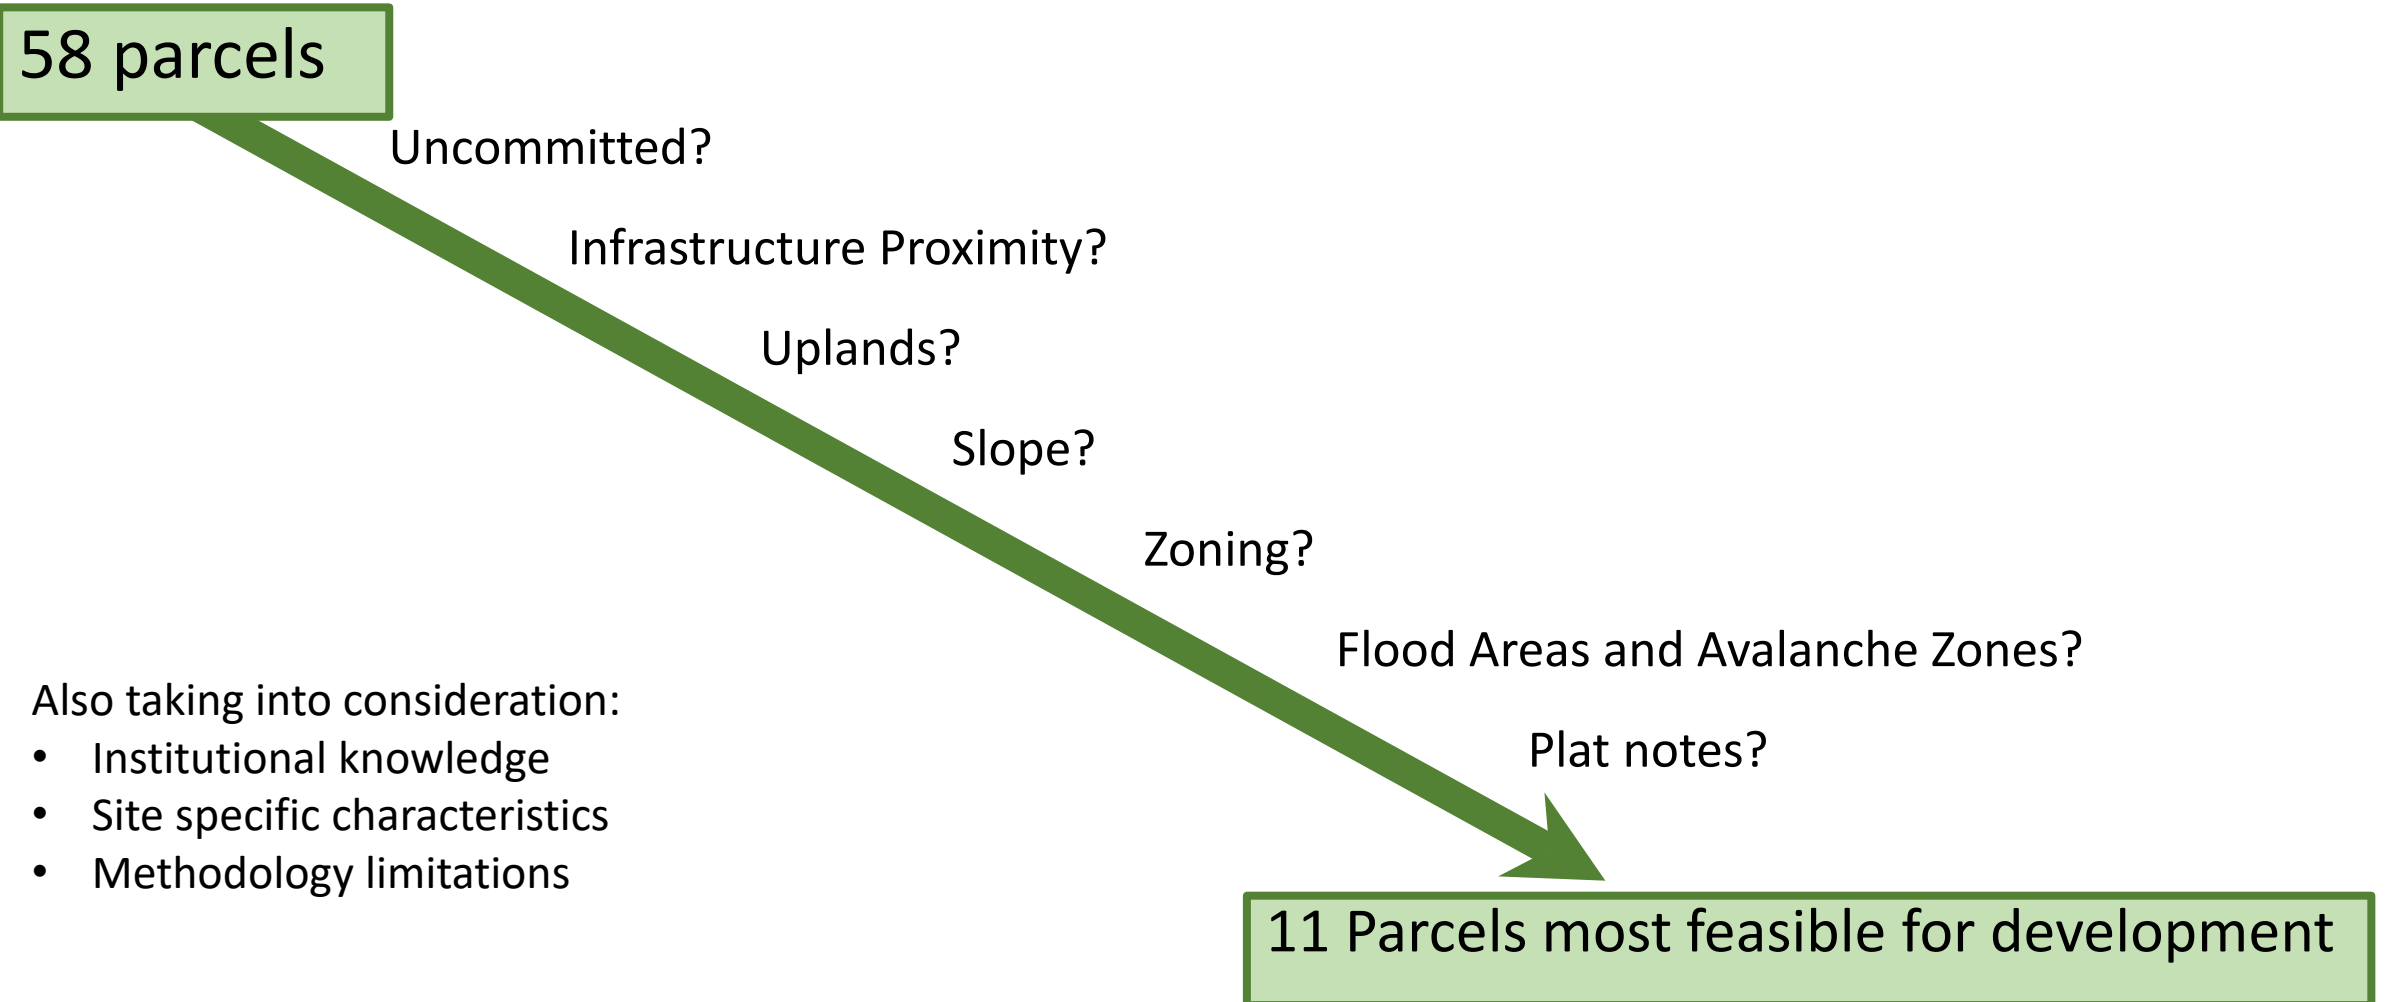 58 parcels
Uncommitted?
Infrastructure Proximity?
Uplands?
Slope?
Zoning?
Flood Areas and Avalanche Zones?
Plat notes?
Also taking into consideration:
• Institutional knowledge
• Site specific characteristics
• Methodology limitations
11 Parcels most feasible for development